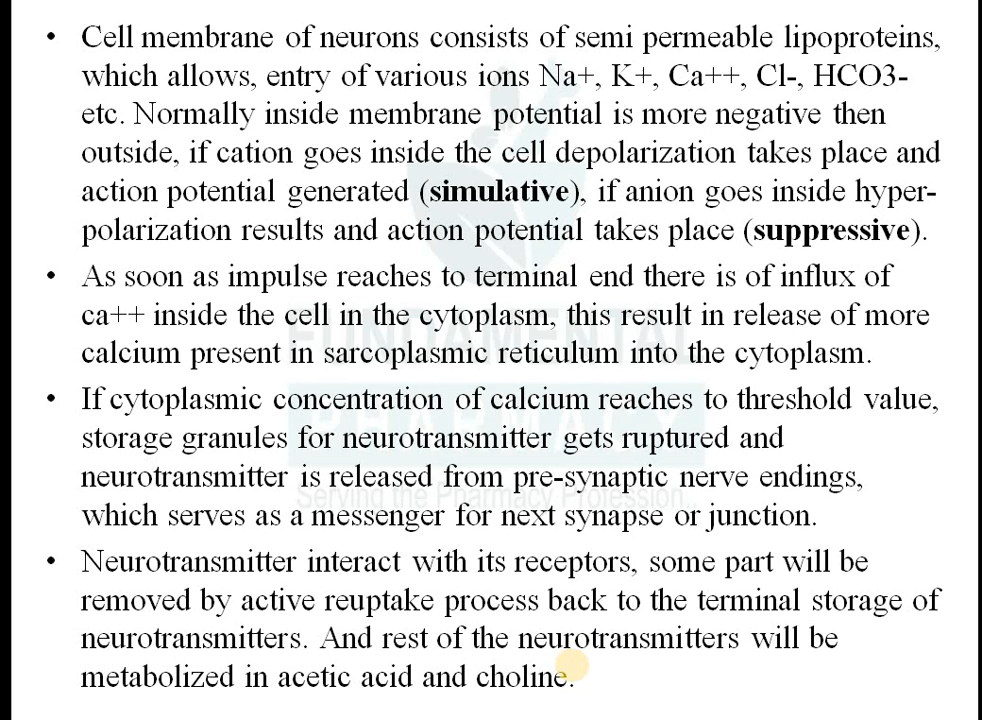 • Cell membrane of neurons consists of semi permeable lipoproteins,
which allows, entry of various ions Na+, K+, Ca++, Cl-, HCO3-
etc. Normally inside membrane potential is more negative then
outside, if cation goes inside the cell depolarization takes place and
action potential generated (simulative), if anion goes inside hyper-
polarization results and action potential takes place (suppressive).
• As soon as impulse reaches to terminal end there is of influx of
ca++ inside the cell in the cytoplasm, this result in release of more
calcium present in sarcoplasmic reticulum into the cytoplasm.
• If cytoplasmic concentration of calcium reaches to threshold value,
storage granules for neurotransmitter gets ruptured and
neurotransmitter is released from pre-synaptic nerve endings,
which serves as a messenger for next synapse or junction.
• Neurotransmitter interact with its receptors, some part will be
removed by active reuptake process back to the terminal storage of
neurotransmitters. And rest of the neurotransmitters will be
metabolized in acetic acid and choline.
FUNDAMENTAL
PHARMACY
Serving the Pharmacy Profession